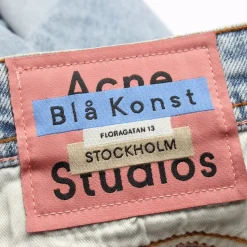 Acne
Blå Konst
FLORAGATAN 13
STOCKHOLM
Studios